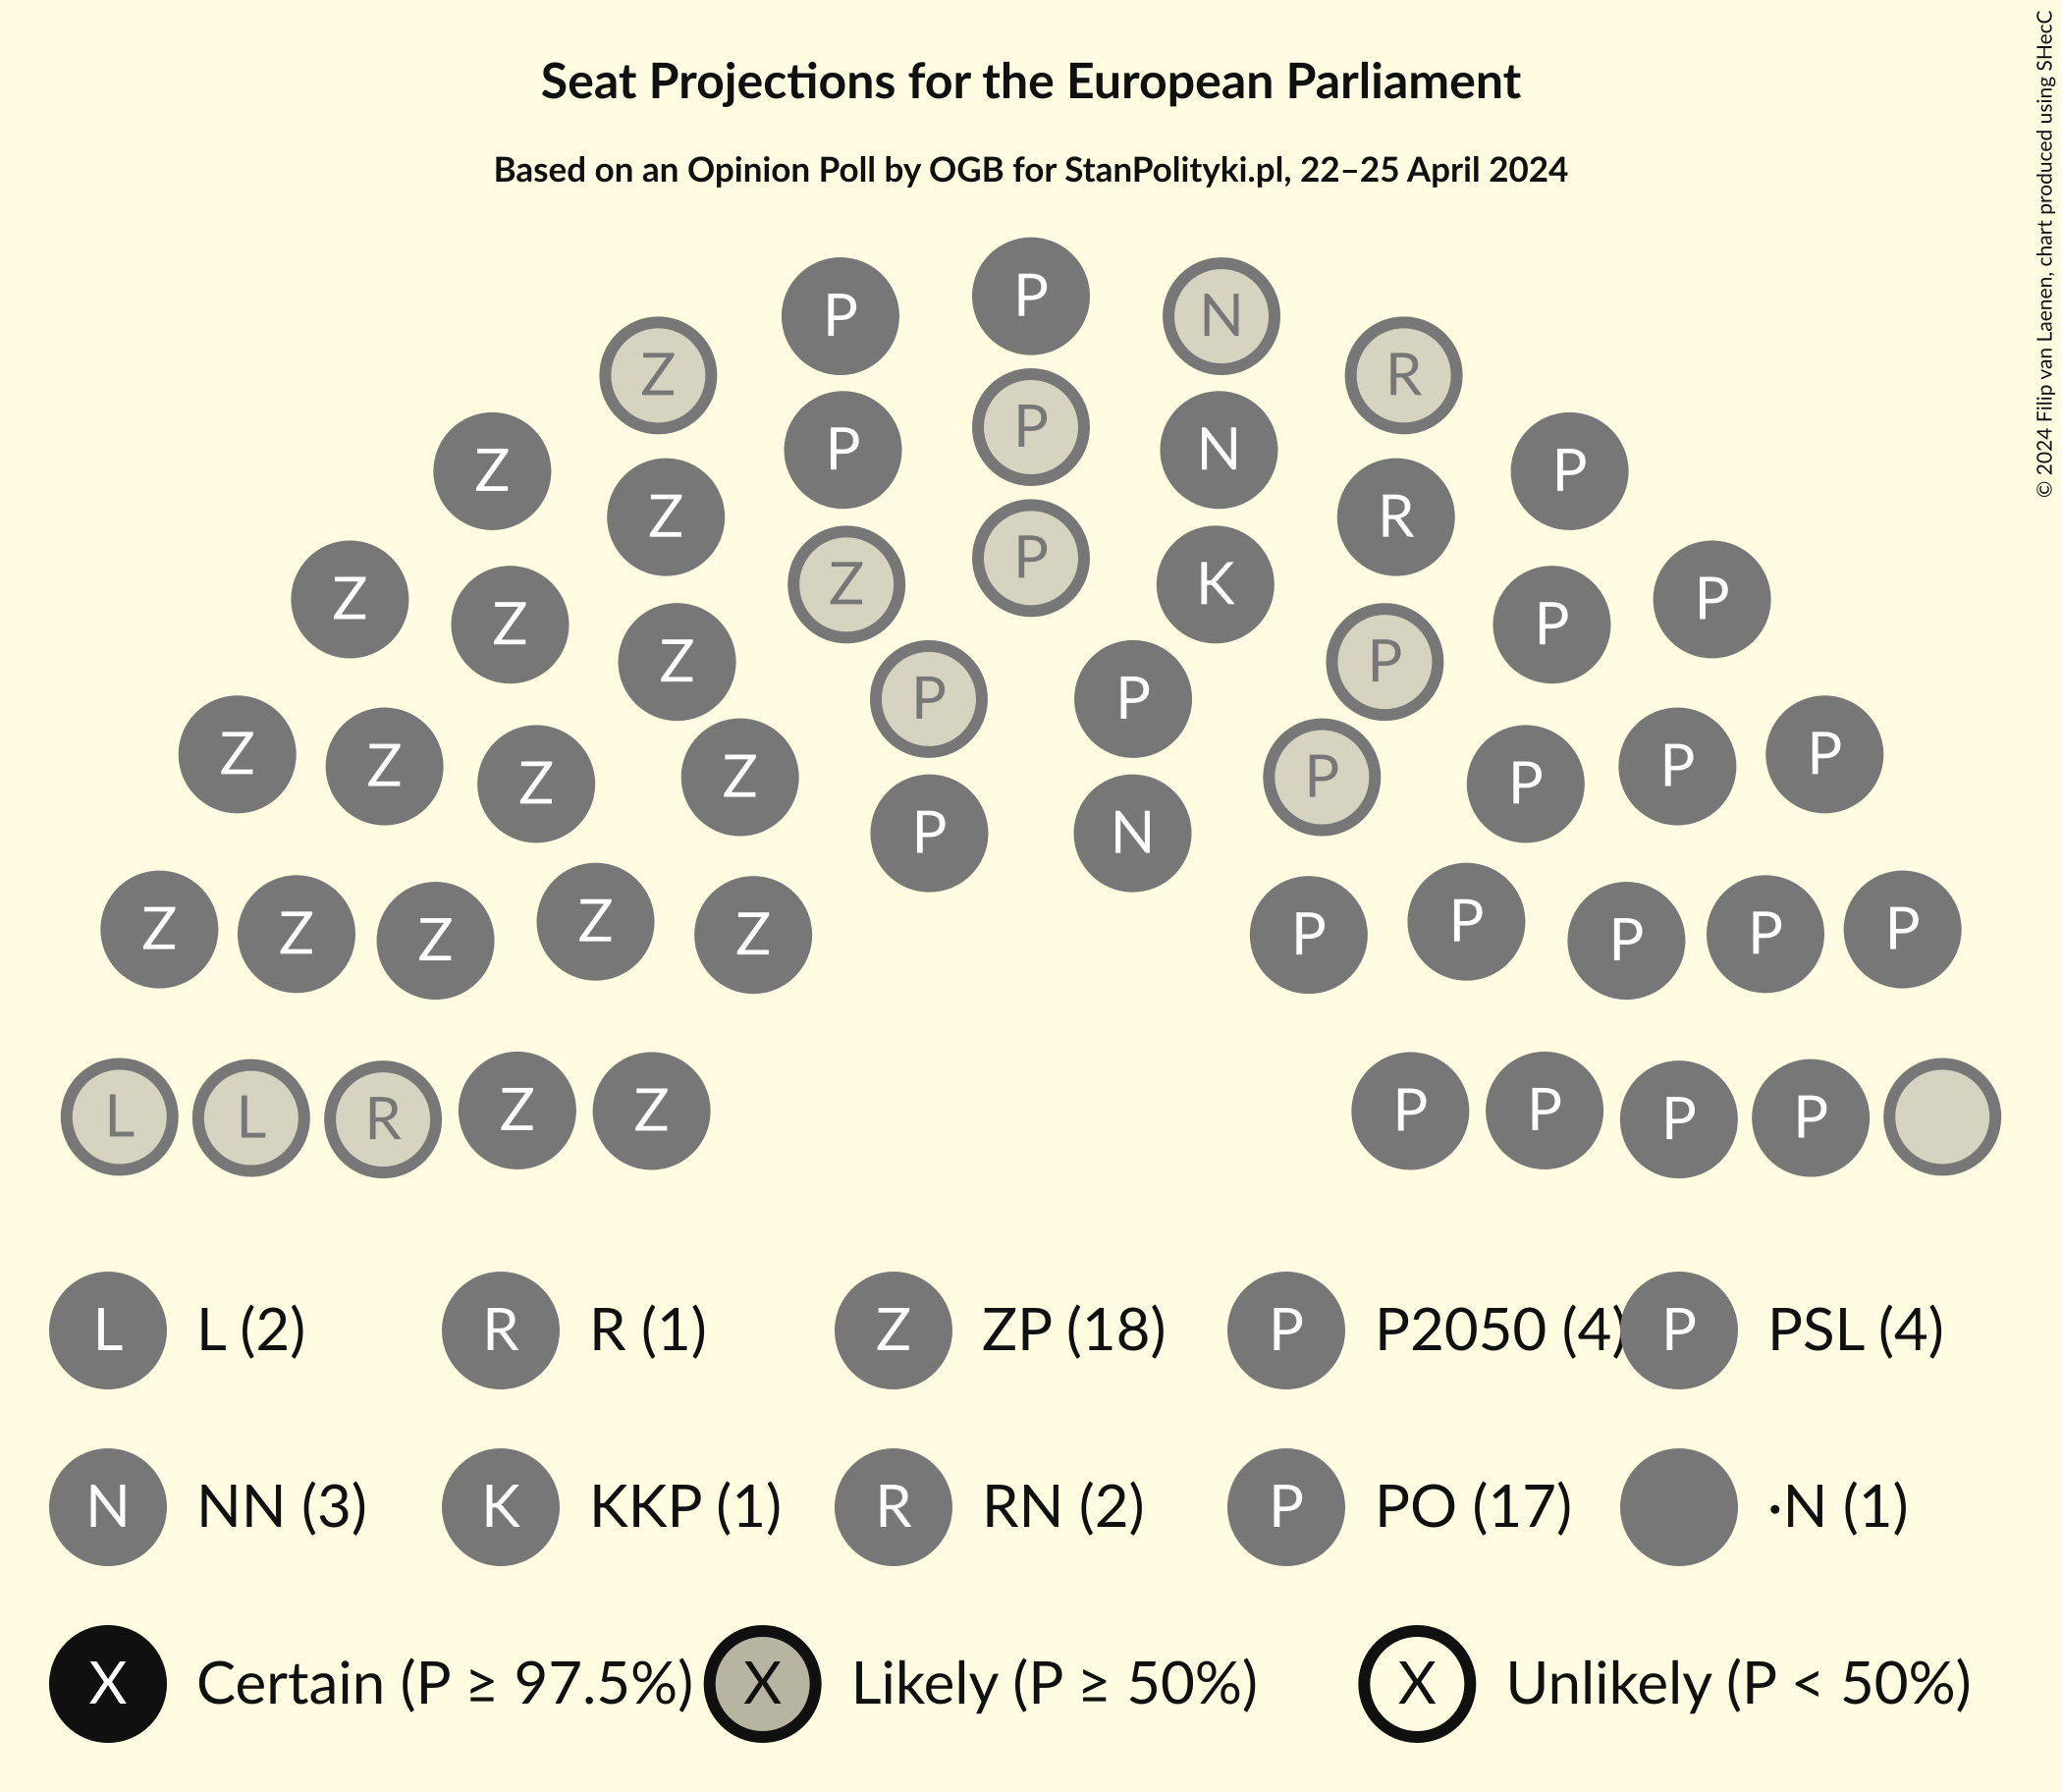 Seat Projections for the European Parliament
Based on an Opinion Poll by OGB for StanPolityki.pl, 22–25 April 2024
© 2024 Filip van Laenen, chart produced using SHecC
P
P N
Z R
P
P P N
Z P
Z R
P
Z P K
Z P
Z P
Z P
P P
Z P
Z P
Z Z P P
Z P
P N
Z Z Z Z Z P P P P P
L L R Z Z P P P P
L L (2) R R (1) Z ZP (18) P P2050 (4) P PSL (4)
N NN (3) K KKP (1) R RN (2) P PO (17) ·N (1)
X Certain (P ≥ 97.5%) X Likely (P ≥ 50%) X Unlikely (P < 50%)